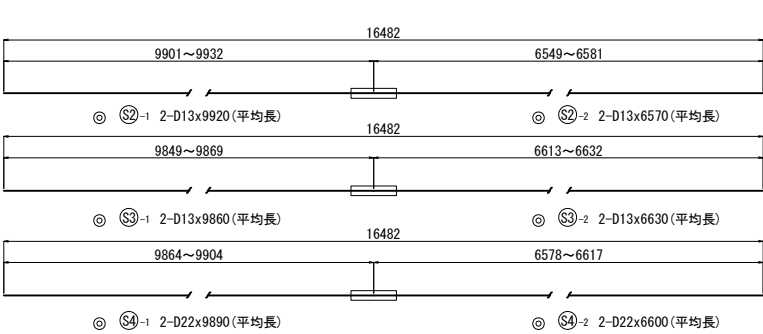 16482
9901～9932 6549～6581
◎ S2-1 2-D13x9920(平均長) ◎ S2-2 2-D13x6570(平均長)
16482
9849～9869 6613～6632
◎ S3-1 2-D13x9860(平均長) ◎ S3-2 2-D13x6630(平均長)
16482
9864～9904 6578～6617
◎ S4-1 2-D22x9890(平均長) ◎ S4-2 2-D22x6600(平均長)